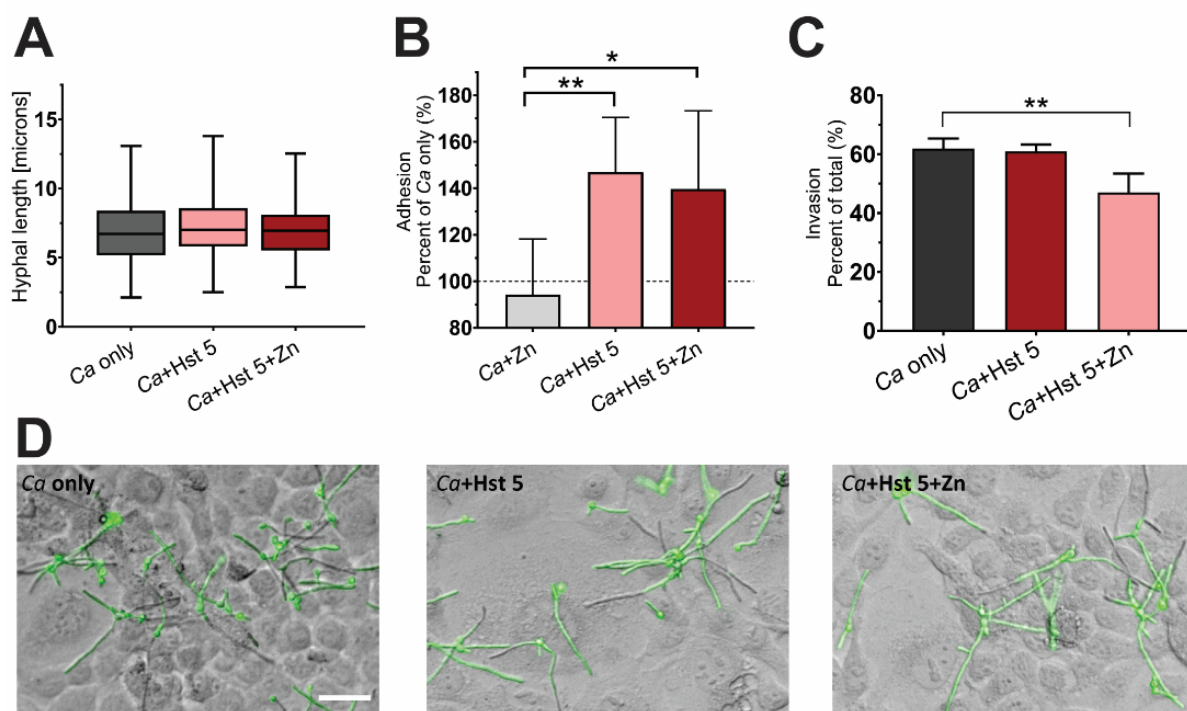 A
Hyphal length [microns]
15
10
5
0
Ca only
Ca+Hst 5
Ca+Hst 5+Zn
B
Adhesion
Percent of Ca only (%)
180
160
140
120
100
80
*
**
Ca+Zn
Ca+Hst 5
Ca+Hst 5+Zn
C
Invasion
Percent of total (%)
80
60
40
20
0
**
Ca only
Ca+Hst 5
Ca+Hst 5+Zn
D
Ca only
Ca+Hst 5
Ca+Hst 5+Zn